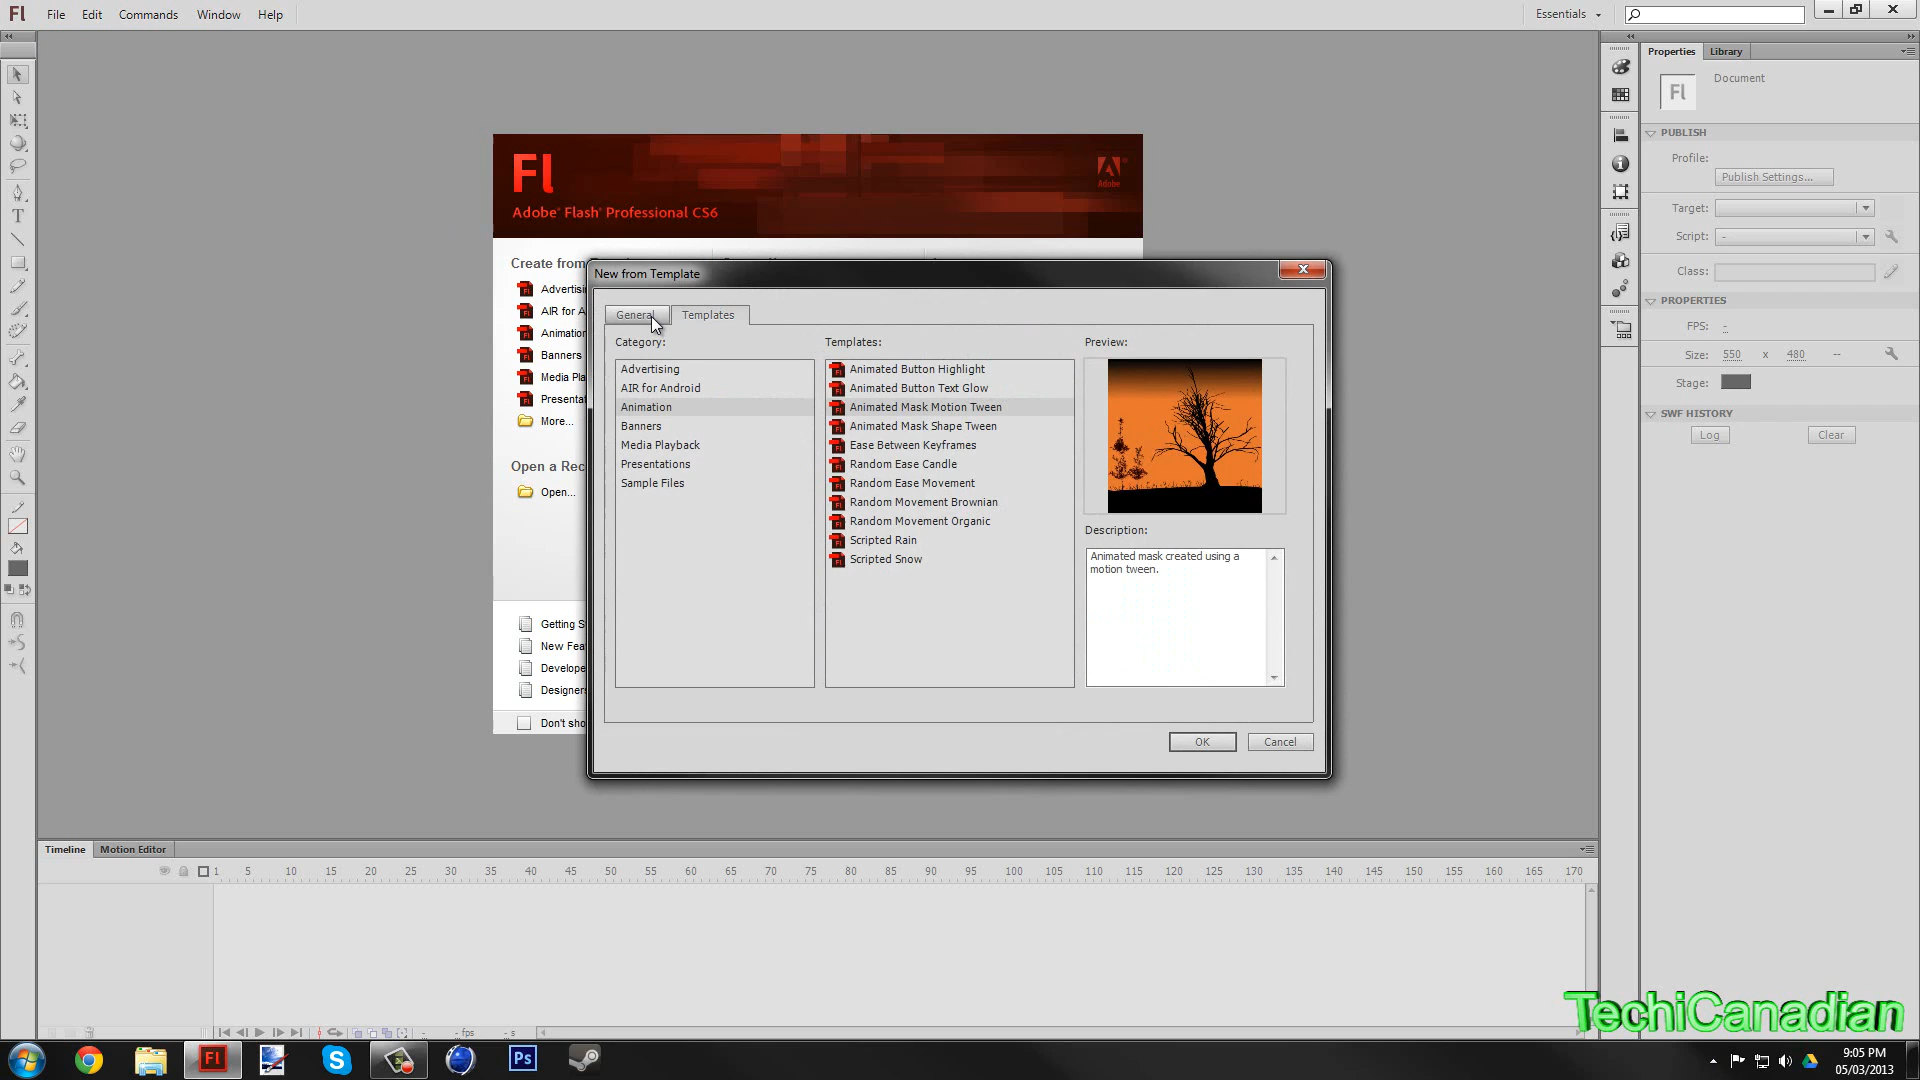 Fl File Edit Commands Window Help Essentials
Fl
Adobe
Adobe® Flash® Professional CS6
Create from
Advertisi
AIR for A
Animation
Banners
Media Pla
Presentat
More...
Open a Rec
Open...
Getting S
New Fea
Develope
Designers
Don't sho
New from Template
General Templates
Category:
Advertising
AIR for Android
Animation
Banners
Media Playback
Presentations
Sample Files
Templates:
Animated Button Highlight
Animated Button Text Glow
Animated Mask Motion Tween
Animated Mask Shape Tween
Ease Between Keyframes
Random Ease Candle
Random Ease Movement
Random Movement Brownian
Random Movement Organic
Scripted Rain
Scripted Snow
Preview:
Description:
Animated mask created using a
motion tween.
OK Cancel
Properties Library
Fl Document
PUBLISH
Profile:
Publish Settings...
Target:
Script: -
Class:
PROPERTIES
FPS: -
Size: 550 x 480 --
Stage:
SWF HISTORY
Log Clear
Timeline Motion Editor
1 5 10 15 20 25 30 35 40 45 50 55 60 65 70 75 80 85 90 95 100 105 110 115 120 125 130 135 140 145 150 155 160 165 170
- - fps - s
TechiCanadian
Fl Ps
9:05 PM
05/03/2013